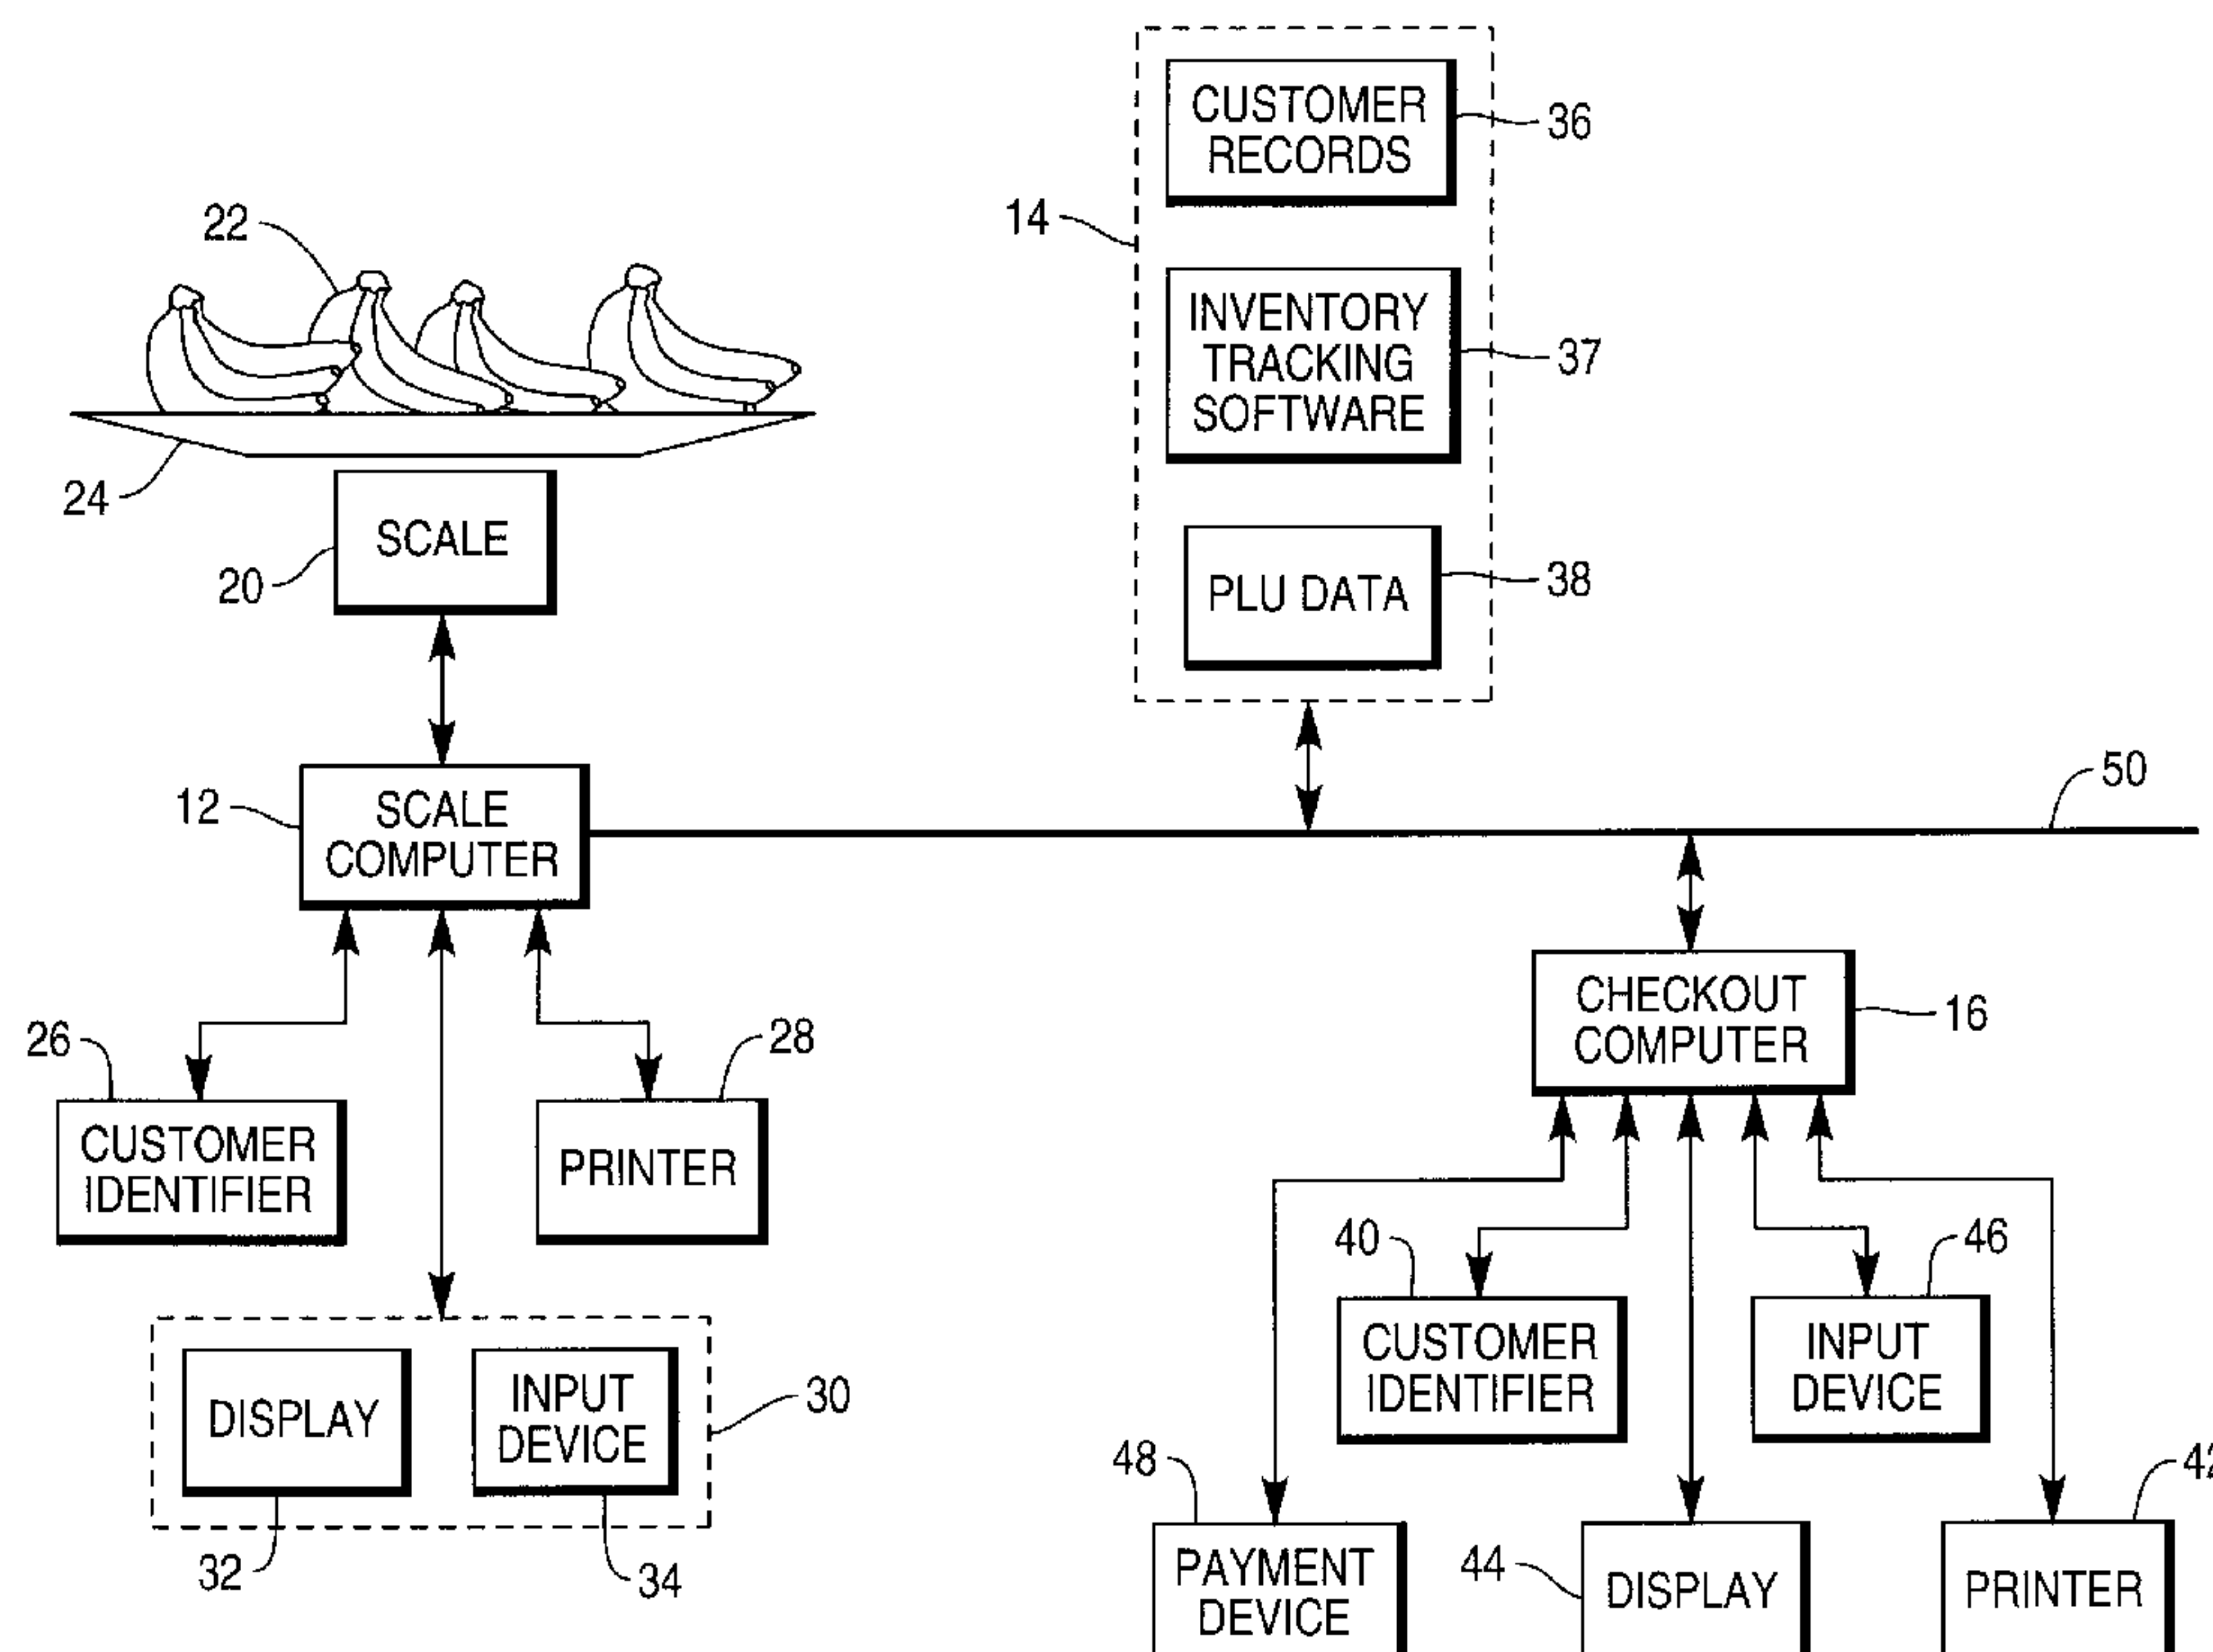 CUSTOMER
RECORDS
36
14
22
INVENTORY
TRACKING
SOFTWARE
37
24
SCALE
20
PLU DATA
38
50
12
SCALE
COMPUTER
CHECKOUT
COMPUTER
16
26
28
CUSTOMER
IDENTIFIER
PRINTER
40
46
CUSTOMER
IDENTIFIER
INPUT
DEVICE
DISPLAY
INPUT
DEVICE
30
32
34
48
42
PAYMENT
DEVICE
44
DISPLAY
PRINTER